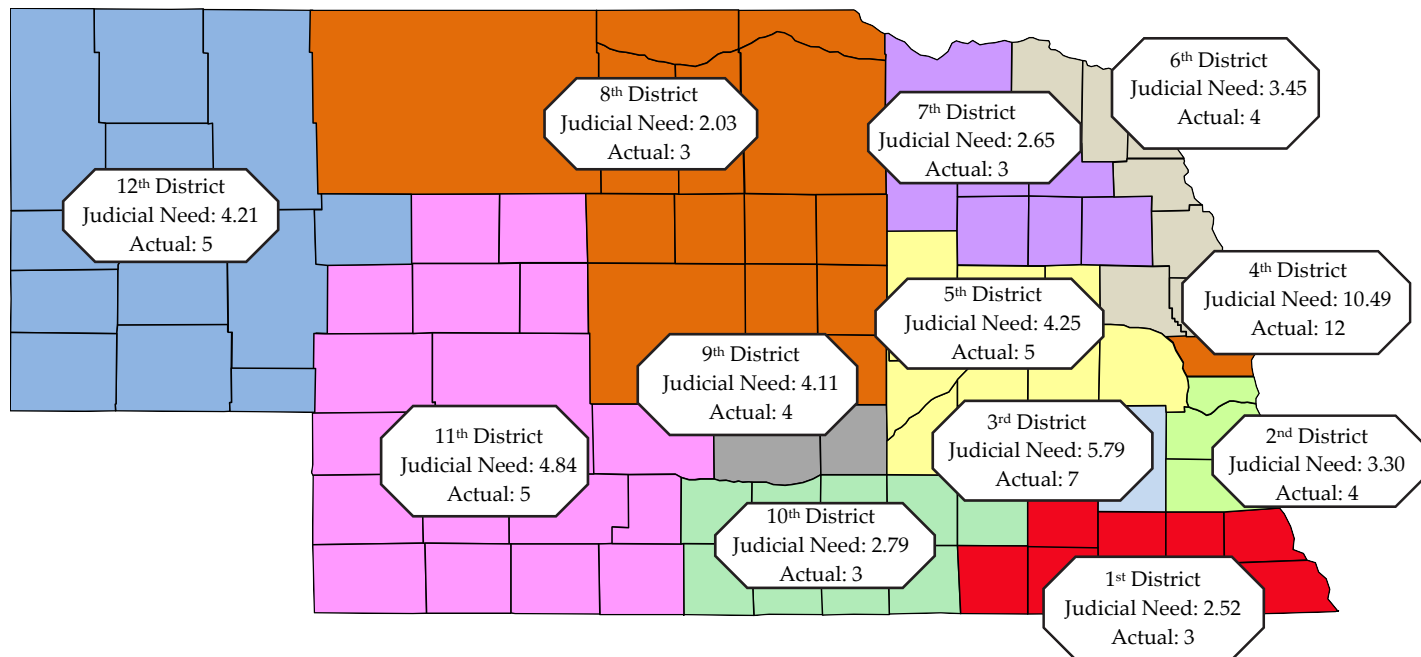 6th District
Judicial Need: 3.45
Actual: 4
8th District
Judicial Need: 2.03
Actual: 3
7th District
Judicial Need: 2.65
Actual: 3
12th District
Judicial Need: 4.21
Actual: 5
4th District
Judicial Need: 10.49
Actual: 12
5th District
Judicial Need: 4.25
Actual: 5
9th District
Judicial Need: 4.11
Actual: 4
3rd District
Judicial Need: 5.79
Actual: 7
2nd District
Judicial Need: 3.30
Actual: 4
11th District
Judicial Need: 4.84
Actual: 5
10th District
Judicial Need: 2.79
Actual: 3
1st District
Judicial Need: 2.52
Actual: 3